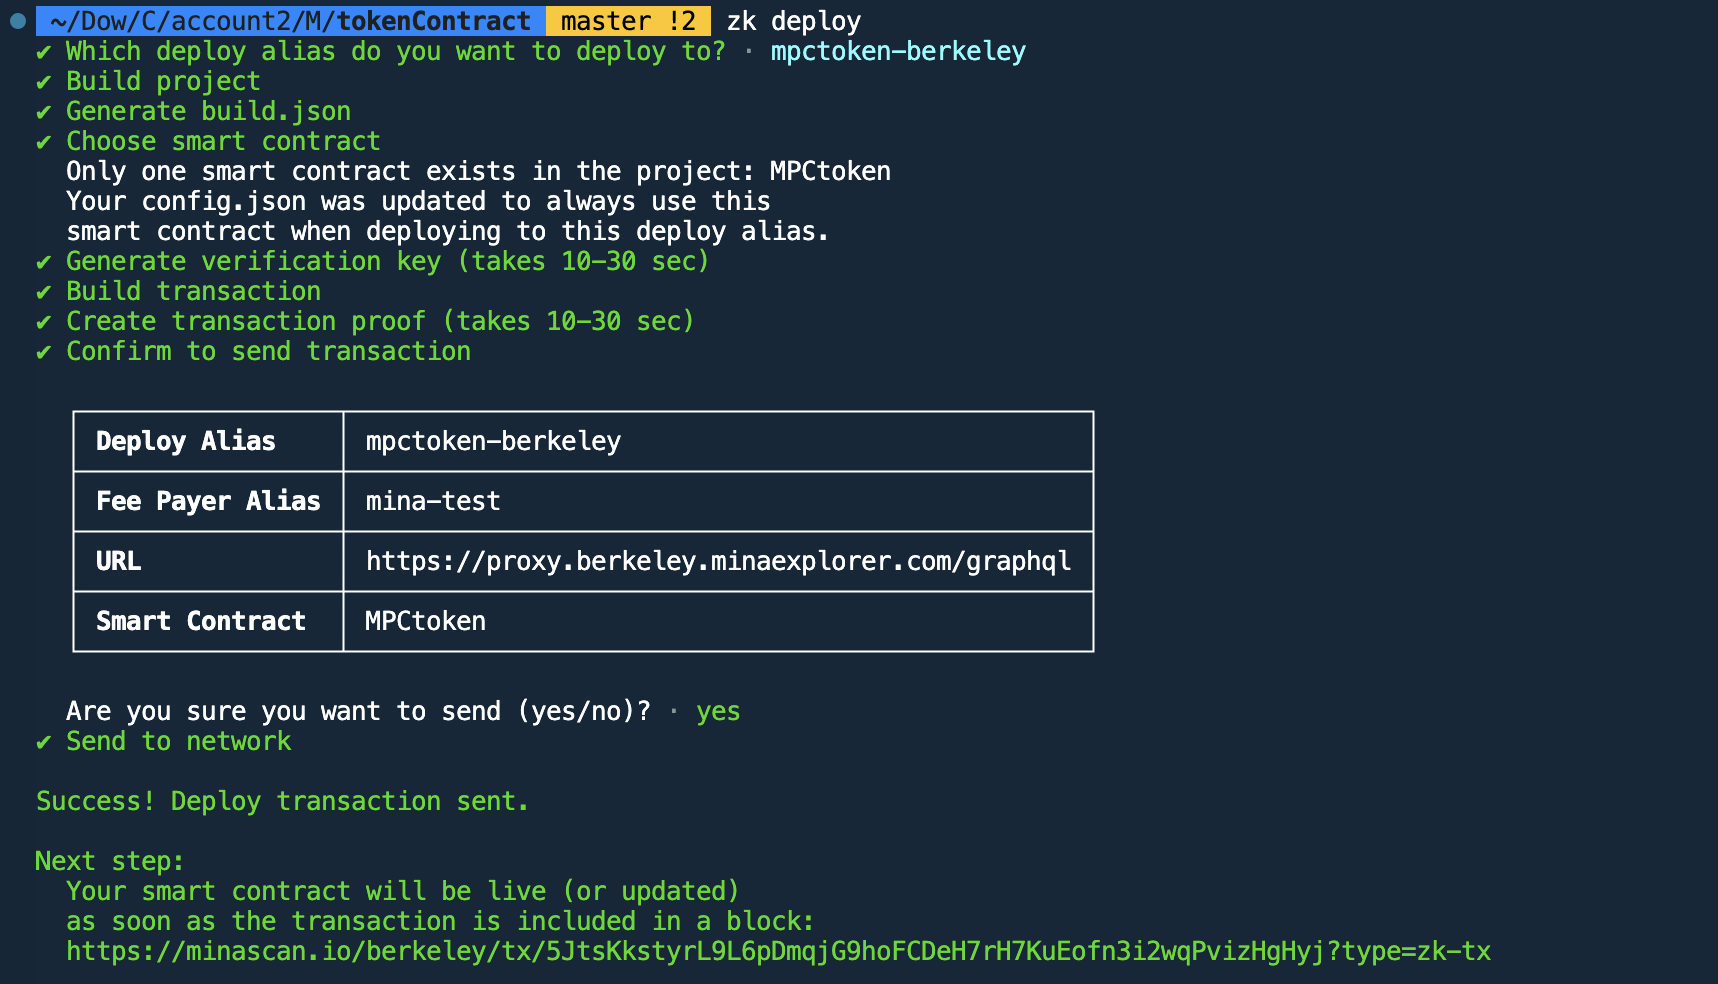 ~/Dow/C/account2/M/tokenContract master !2 zk deploy
✔ Which deploy alias do you want to deploy to? · mpctoken-berkeley
✔ Build project
✔ Generate build.json
✔ Choose smart contract
Only one smart contract exists in the project: MPCtoken
Your config.json was updated to always use this
smart contract when deploying to this deploy alias.
✔ Generate verification key (takes 10-30 sec)
✔ Build transaction
✔ Create transaction proof (takes 10-30 sec)
✔ Confirm to send transaction
Deploy Alias mpctoken-berkeley
Fee Payer Alias mina-test
URL https://proxy.berkeley.minaexplorer.com/graphql
Smart Contract MPCtoken
Are you sure you want to send (yes/no)? · yes
✔ Send to network
Success! Deploy transaction sent.
Next step:
Your smart contract will be live (or updated)
as soon as the transaction is included in a block:
https://minascan.io/berkeley/tx/5JtsKkstyrL9L6pDmqjG9hoFCDeH7rH7KuEofn3i2wqPvizHgHyj?type=zk-tx